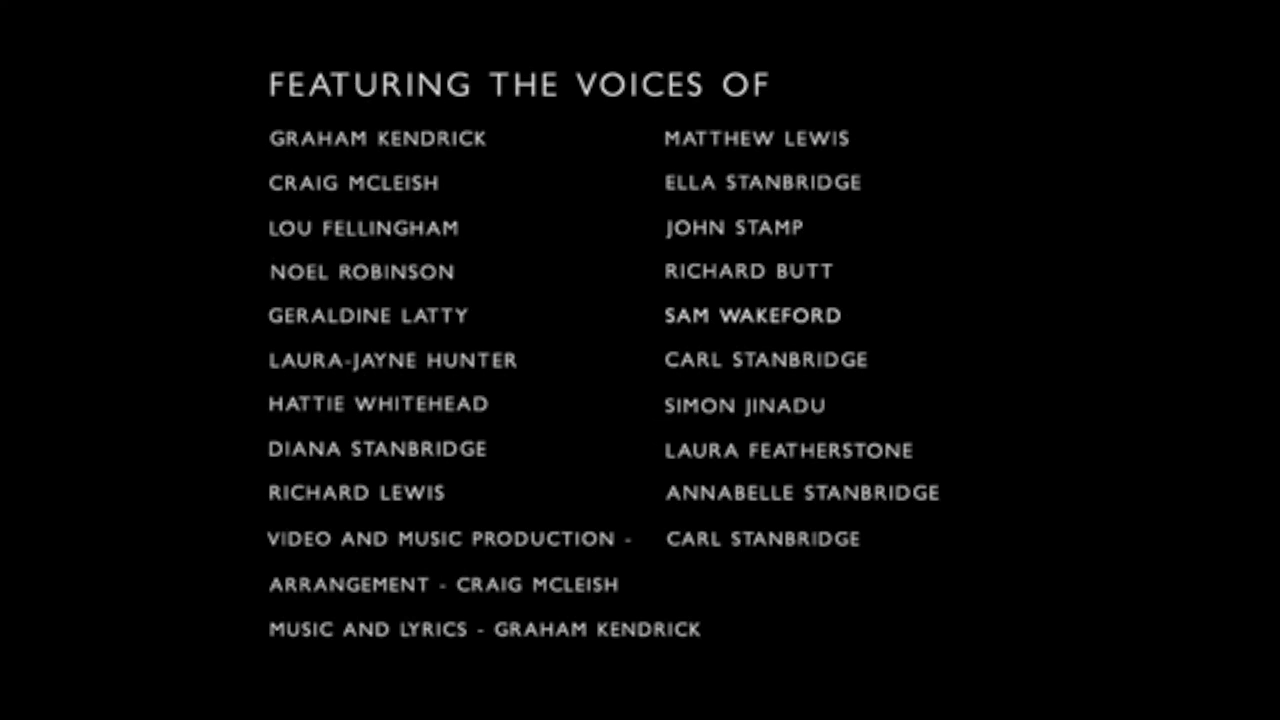 FEATURING THE VOICES OF
GRAHAM KENDRICK MATTHEW LEWIS
CRAIG MCLEISH ELLA STANBRIDGE
LOU FELLINGHAM JOHN STAMP
NOEL ROBINSON RICHARD BUTT
GERALDINE LATTY SAM WAKEFORD
LAURA-JAYNE HUNTER CARL STANBRIDGE
HATTIE WHITEHEAD SIMON JINADU
DIANA STANBRIDGE LAURA FEATHERSTONE
RICHARD LEWIS ANNABELLE STANBRIDGE
VIDEO AND MUSIC PRODUCTION - CARL STANBRIDGE
ARRANGEMENT - CRAIG MCLEISH
MUSIC AND LYRICS - GRAHAM KENDRICK